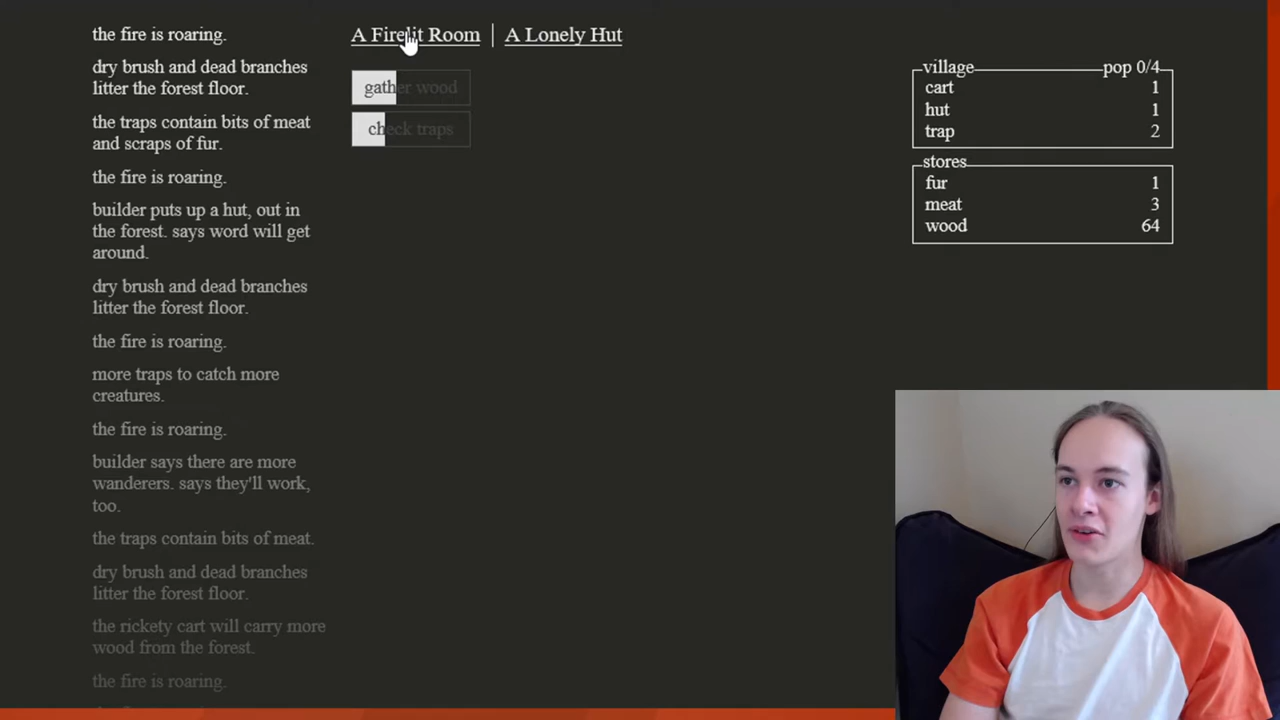 the fire is roaring.
dry brush and dead branches
litter the forest floor.
the traps contain bits of meat
and scraps of fur.
the fire is roaring.
builder puts up a hut, out in
the forest. says word will get
around.
dry brush and dead branches
litter the forest floor.
the fire is roaring.
more traps to catch more
creatures.
the fire is roaring.
builder says there are more
wanderers. says they'll work,
too.
the traps contain bits of meat.
dry brush and dead branches
litter the forest floor.
the rickety cart will carry more
wood from the forest.
the fire is roaring.
A Firelit Room | A Lonely Hut
gather wood
check traps
village pop 0/4
cart 1
hut 1
trap 2
stores
fur 1
meat 3
wood 64